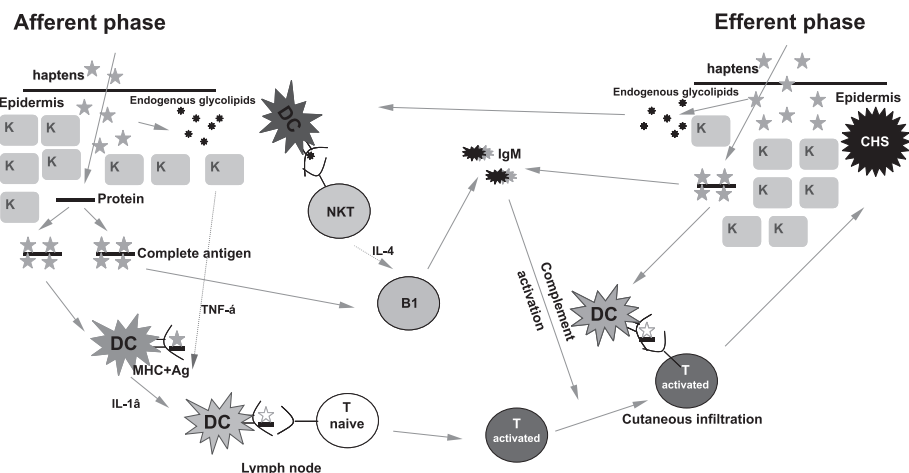 Afferent phase
Efferent phase
haptens
haptens
Epidermis
Endogenous glycolipids
DC
Endogenous glycolipids
Epidermis
K
K
K
K
K
K
K
K
K
CHS
IgM
K
K
K
K
K
K
Protein
NKT
Complete antigen
IL-4
B1
TNF-á
Complement
activation
DC
DC
MHC+Ag
IL-1â
T
activated
Cutaneous infiltration
DC
T
naive
T
activated
Lymph node